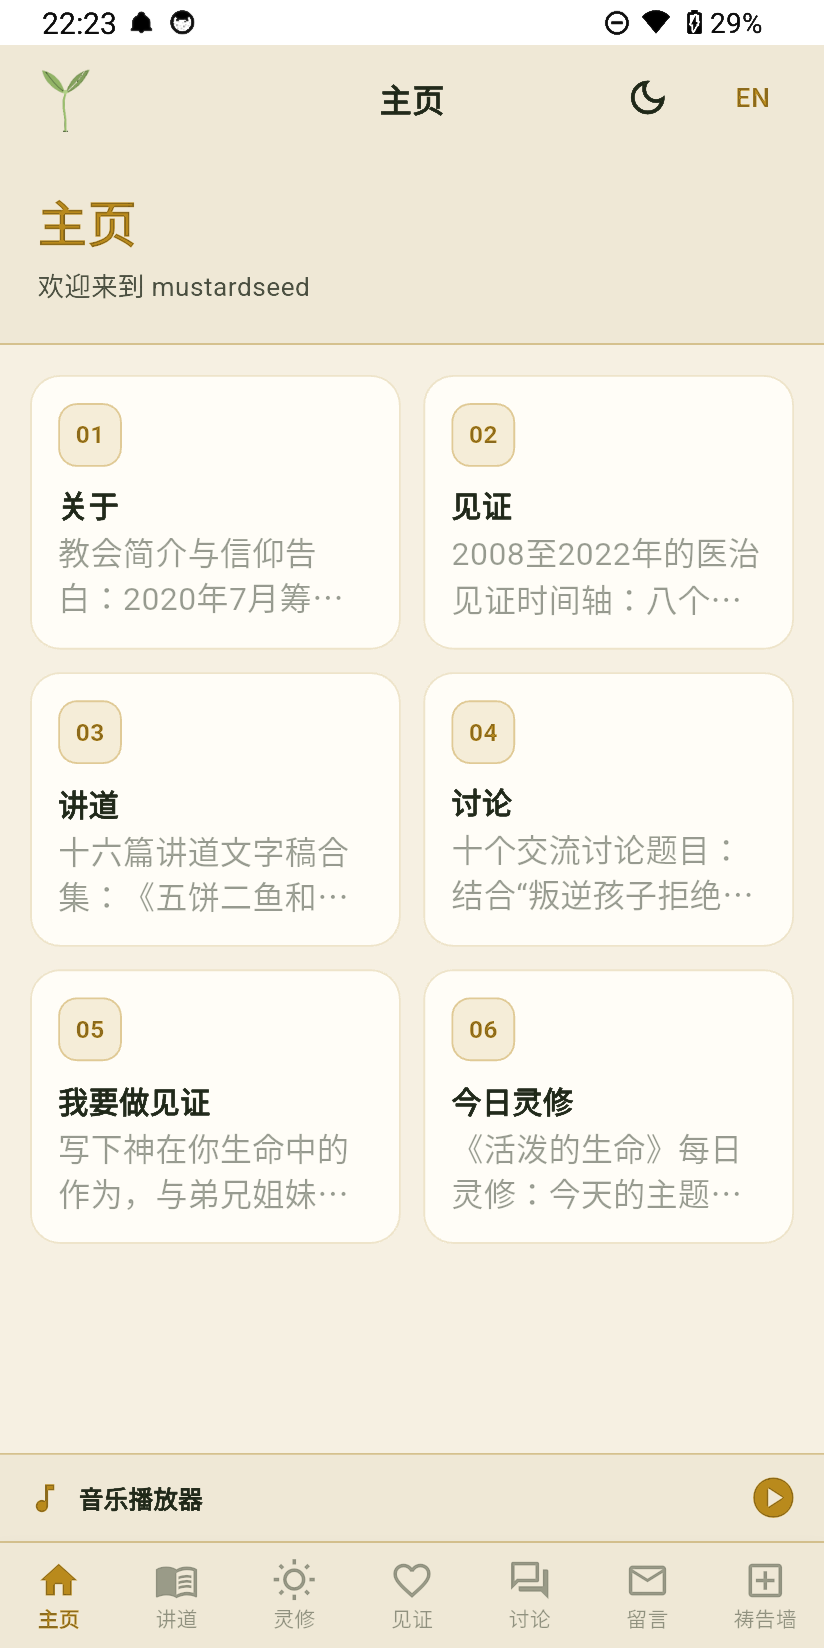 22:23
29%
主页
EN
主页
欢迎来到 mustardseed
01
关于
教会简介与信仰告
白：2020年7月筹…
02
见证
2008至2022年的医治
见证时间轴：八个…
03
讲道
十六篇讲道文字稿合
集：《五饼二鱼和…
04
讨论
十个交流讨论题目：
结合“叛逆孩子拒绝…
05
我要做见证
写下神在你生命中的
作为，与弟兄姐妹…
06
今日灵修
《活泼的生命》每日
灵修：今天的主题…
音乐播放器
主页
讲道
灵修
见证
讨论
留言
祷告墙